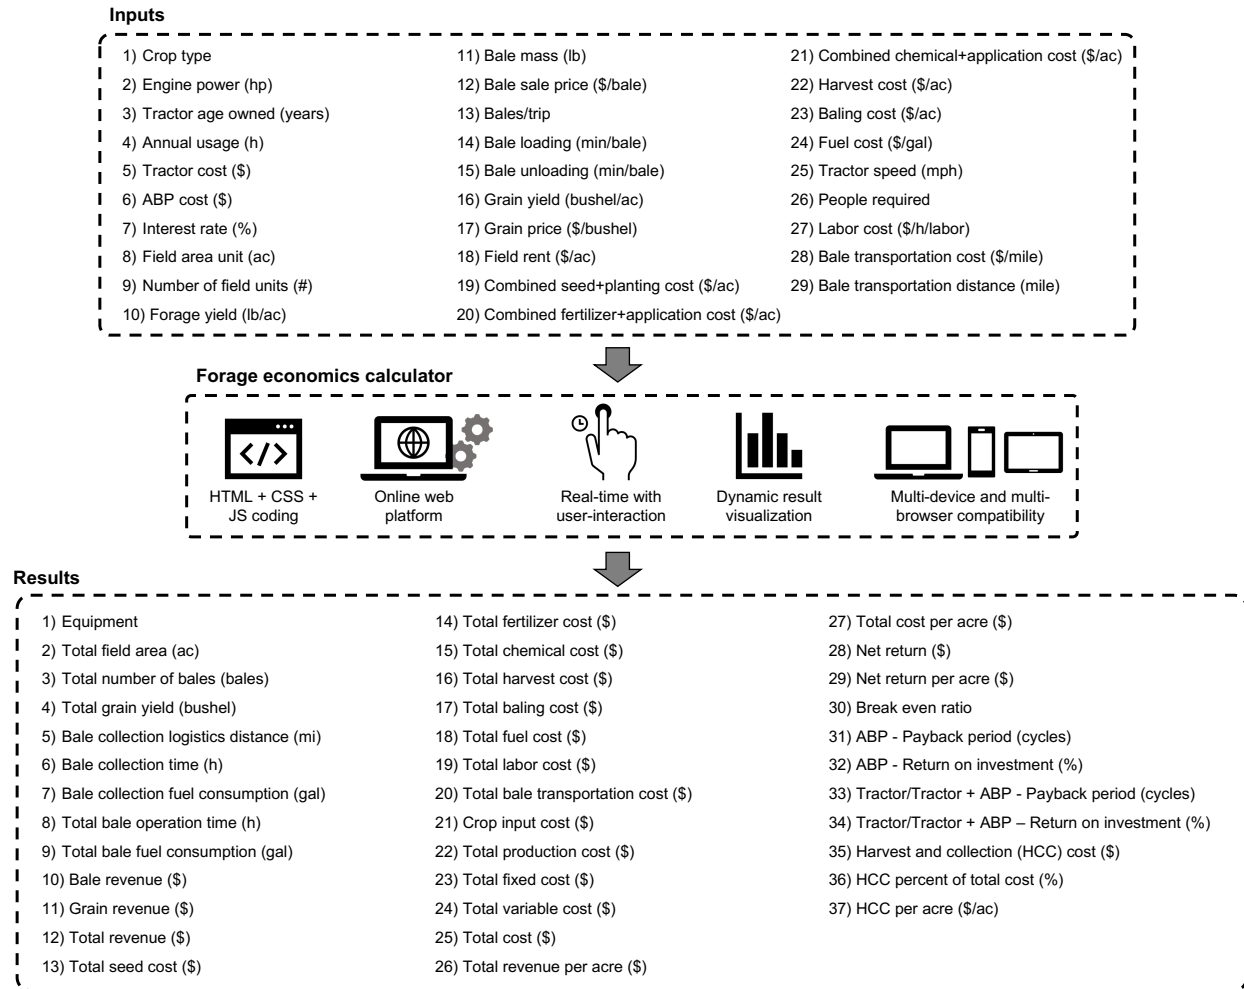 Inputs
1) Crop type
2) Engine power (hp)
3) Tractor age owned (years)
4) Annual usage (h)
5) Tractor cost ($)
6) ABP cost ($)
7) Interest rate (%)
8) Field area unit (ac)
9) Number of field units (#)
10) Forage yield (lb/ac)
11) Bale mass (lb)
12) Bale sale price ($/bale)
13) Bales/trip
14) Bale loading (min/bale)
15) Bale unloading (min/bale)
16) Grain yield (bushel/ac)
17) Grain price ($/bushel)
18) Field rent ($/ac)
19) Combined seed+planting cost ($/ac)
20) Combined fertilizer+application cost ($/ac)
21) Combined chemical+application cost ($/ac)
22) Harvest cost ($/ac)
23) Baling cost ($/ac)
24) Fuel cost ($/gal)
25) Tractor speed (mph)
26) People required
27) Labor cost ($/h/labor)
28) Bale transportation cost ($/mile)
29) Bale transportation distance (mile)
Forage economics calculator
</>
HTML + CSS +
JS coding
Online web
platform
Real-time with
user-interaction
Dynamic result
visualization
Multi-device and multi-
browser compatibility
Results
1) Equipment
2) Total field area (ac)
3) Total number of bales (bales)
4) Total grain yield (bushel)
5) Bale collection logistics distance (mi)
6) Bale collection time (h)
7) Bale collection fuel consumption (gal)
8) Total bale operation time (h)
9) Total bale fuel consumption (gal)
10) Bale revenue ($)
11) Grain revenue ($)
12) Total revenue ($)
13) Total seed cost ($)
14) Total fertilizer cost ($)
15) Total chemical cost ($)
16) Total harvest cost ($)
17) Total baling cost ($)
18) Total fuel cost ($)
19) Total labor cost ($)
20) Total bale transportation cost ($)
21) Crop input cost ($)
22) Total production cost ($)
23) Total fixed cost ($)
24) Total variable cost ($)
25) Total cost ($)
26) Total revenue per acre ($)
27) Total cost per acre ($)
28) Net return ($)
29) Net return per acre ($)
30) Break even ratio
31) ABP - Payback period (cycles)
32) ABP - Return on investment (%)
33) Tractor/Tractor + ABP - Payback period (cycles)
34) Tractor/Tractor + ABP – Return on investment (%)
35) Harvest and collection (HCC) cost ($)
36) HCC percent of total cost (%)
37) HCC per acre ($/ac)